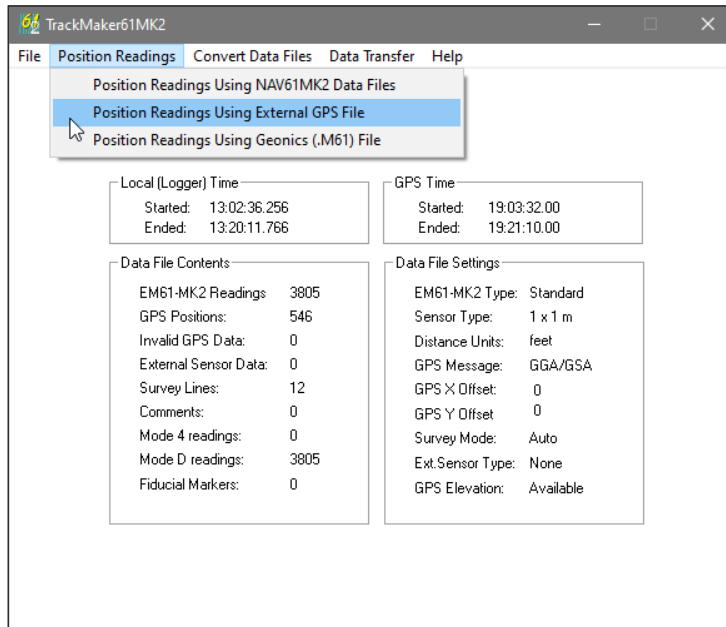 TrackMaker61MK2
File Position Readings Convert Data Files Data Transfer Help
Position Readings Using NAV61MK2 Data Files
Position Readings Using External GPS File
Position Readings Using Geonics (.M61) File
Local (Logger) Time
Started: 13:02:36.256
Ended: 13:20:11.766
GPS Time
Started: 19:03:32.00
Ended: 19:21:10.00
Data File Contents
EM61-MK2 Readings 3805
GPS Positions: 546
Invalid GPS Data: 0
External Sensor Data: 0
Survey Lines: 12
Comments: 0
Mode 4 readings: 0
Mode D readings: 3805
Fiducial Markers: 0
Data File Settings
EM61-MK2 Type: Standard
Sensor Type: 1 x 1 m
Distance Units: feet
GPS Message: GGA/GSA
GPS X Offset: 0
GPS Y Offset 0
Survey Mode: Auto
Ext.Sensor Type: None
GPS Elevation: Available